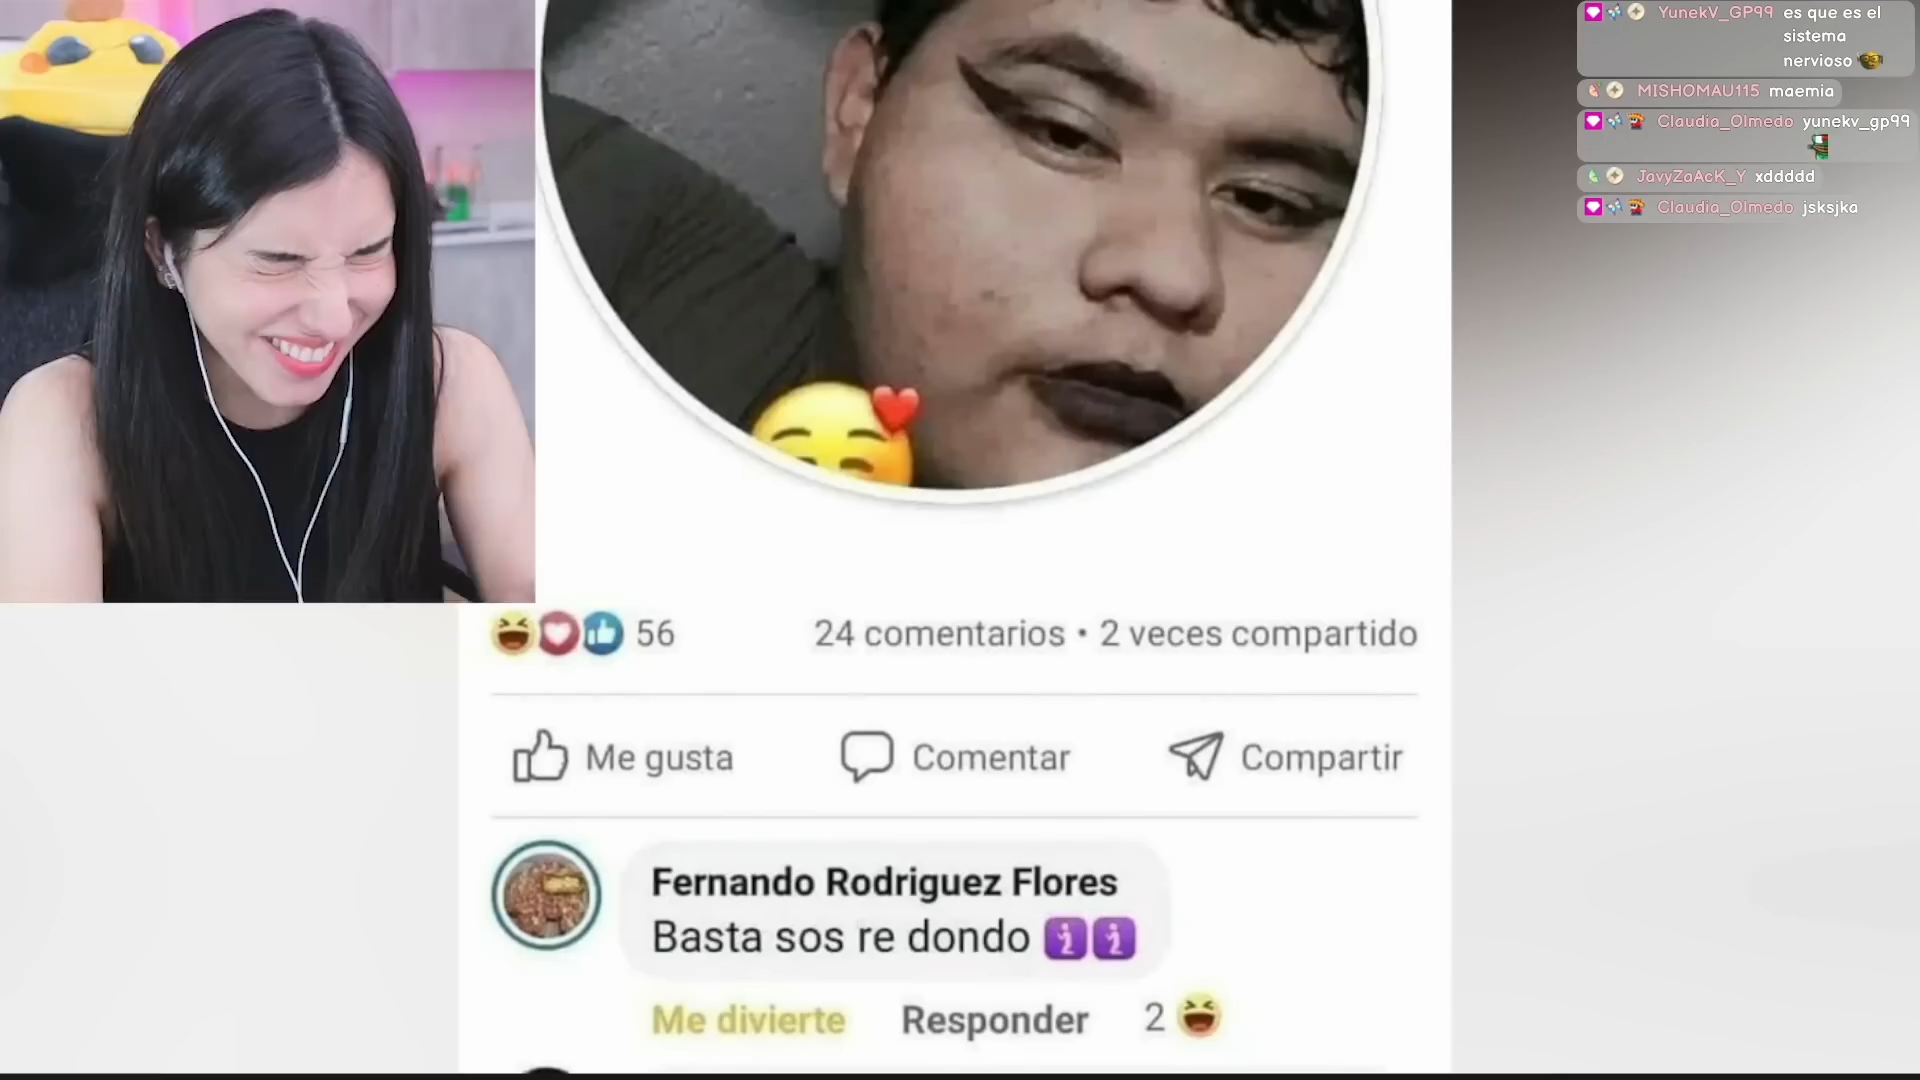 YunekV_GP99 es que es el
sistema
nervioso
MISHOMAU115 maemia
Claudia_Olmedo yunekv_gp99
JavyZaAcK_Y xddddd
Claudia_Olmedo jsksjka
56
24 comentarios • 2 veces compartido
Me gusta
Comentar
Compartir
Fernando Rodriguez Flores
Basta sos re dondo
Me divierte
Responder
2